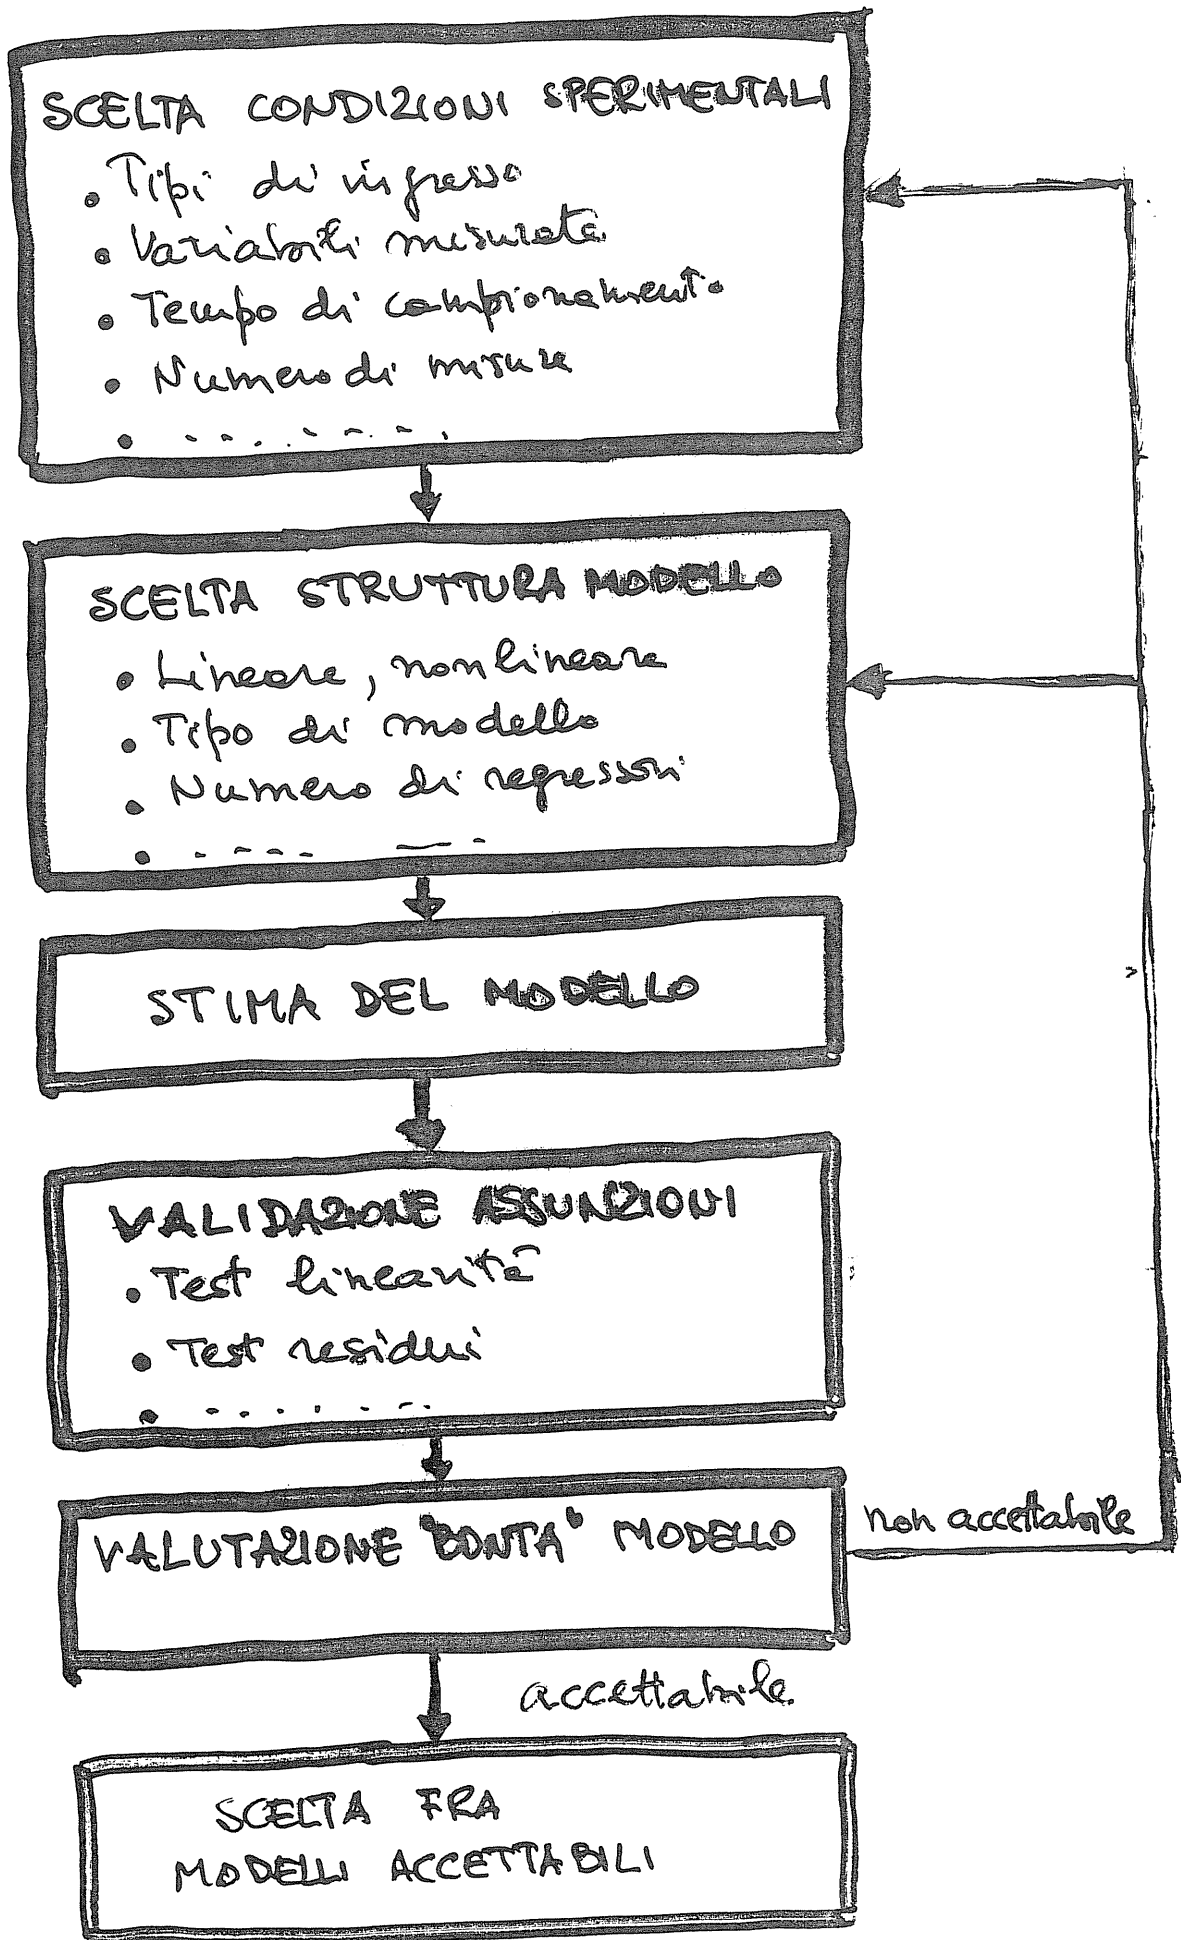 SCELTA CONDIZIONI SPERIMENTALI
• Tipi di ingresso
• Variabili misurate
• Tempo di campionamento
• Numero di misure
• .......
SCELTA STRUTTURA MODELLO
• Lineare, nonlineare
• Tipo di modello
• Numero di regressori
• .......
STIMA DEL MODELLO
VALIDAZIONE ASSUNZIONI
• Test linearità
• Test residui
• .......
VALUTAZIONE "BONTA" MODELLO
non accettabile
accettabile
SCELTA FRA
MODELLI ACCETTABILI